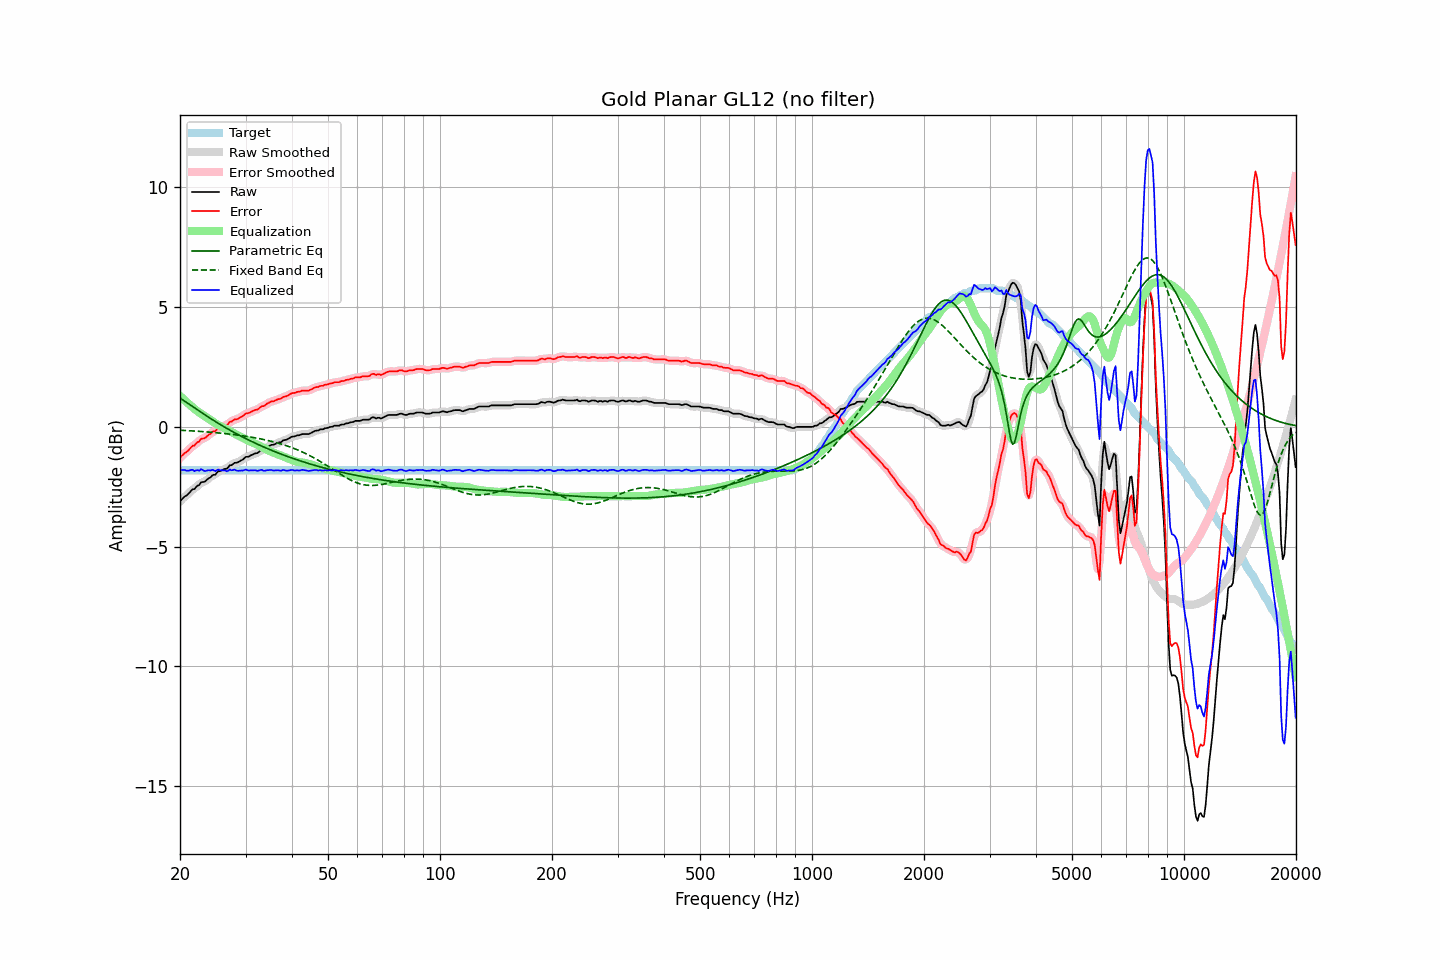 Gold Planar GL12 (no filter)
Target
Raw Smoothed
Error Smoothed
Raw
Error
Equalization
Parametric Eq
Fixed Band Eq
Equalized
Amplitude (dBr)
10
5
0
−5
−10
−15
20
50
100
200
500
1000
2000
5000
10000
20000
Frequency (Hz)